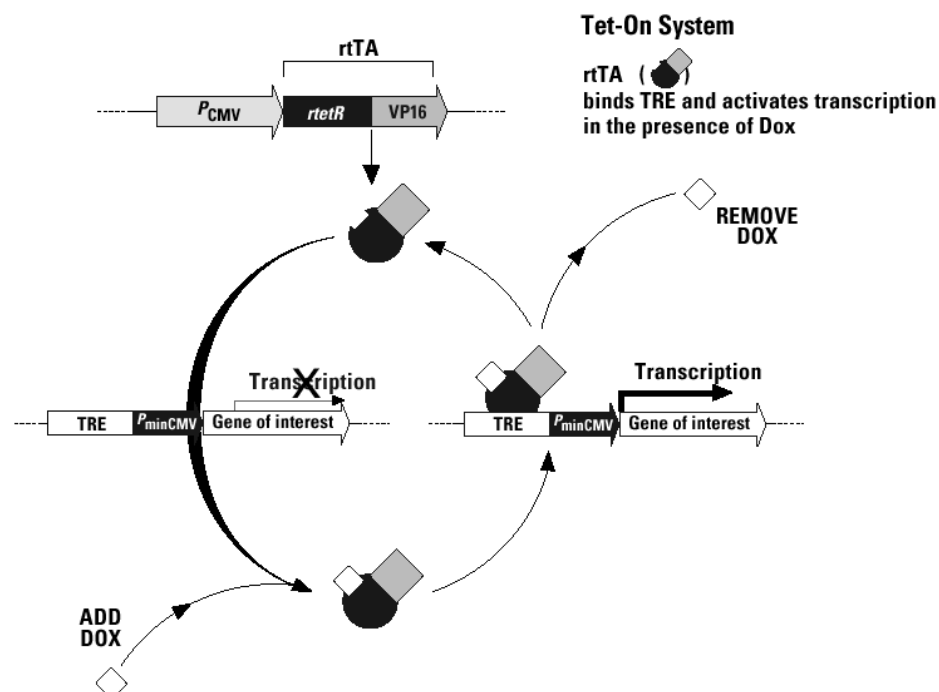 Tet-On System
rtTA ( )
binds TRE and activates transcription
in the presence of Dox
rtTA
PCMV rtetR VP16
REMOVE
DOX
Transcription
TRE PminCMV Gene of interest
Transcription
TRE PminCMV Gene of interest
ADD
DOX